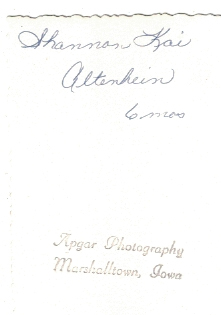 Shannon Kai
Altenhein
6 mos
Apgar Photography
Marshalltown, Iowa